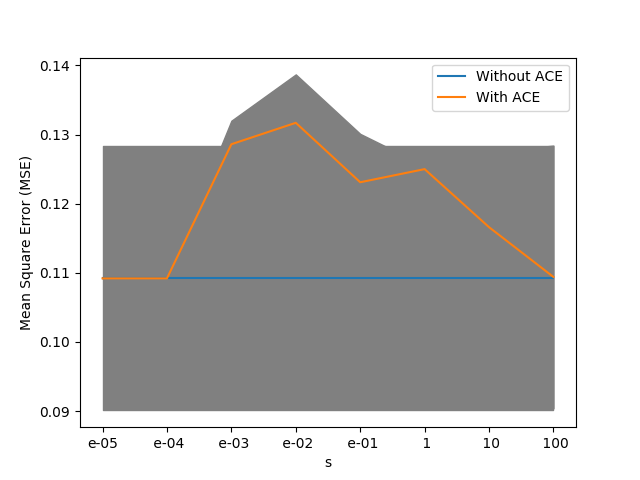 Without ACE
With ACE
0.14
0.13
0.12
0.11
0.10
0.09
Mean Square Error (MSE)
e-05 e-04 e-03 e-02 e-01 1 10 100
s